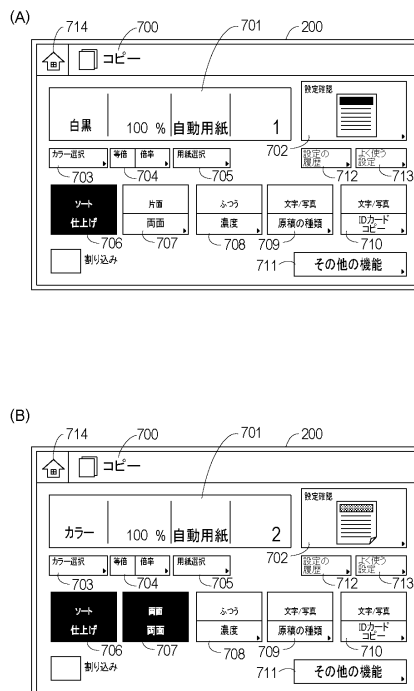 (A)
714
700
701
200
コピー
設定確認
白黒
100 %
自動用紙
1
702
カラー選択
等倍
倍率
用紙選択
設定の
履歴
よく使う
設定
703
704
705
712
713
ソート
仕上げ
片面
両面
ふつう
濃度
文字/写真
原稿の種類
文字/写真
IDカード
コピー
706
707
708
709
710
割り込み
711
その他の機能
(B)
714
700
701
200
コピー
設定確認
カラー
100 %
自動用紙
2
702
カラー選択
等倍
倍率
用紙選択
設定の
履歴
よく使う
設定
703
704
705
712
713
ソート
仕上げ
両面
両面
ふつう
濃度
文字/写真
原稿の種類
文字/写真
IDカード
コピー
706
707
708
709
710
割り込み
711
その他の機能